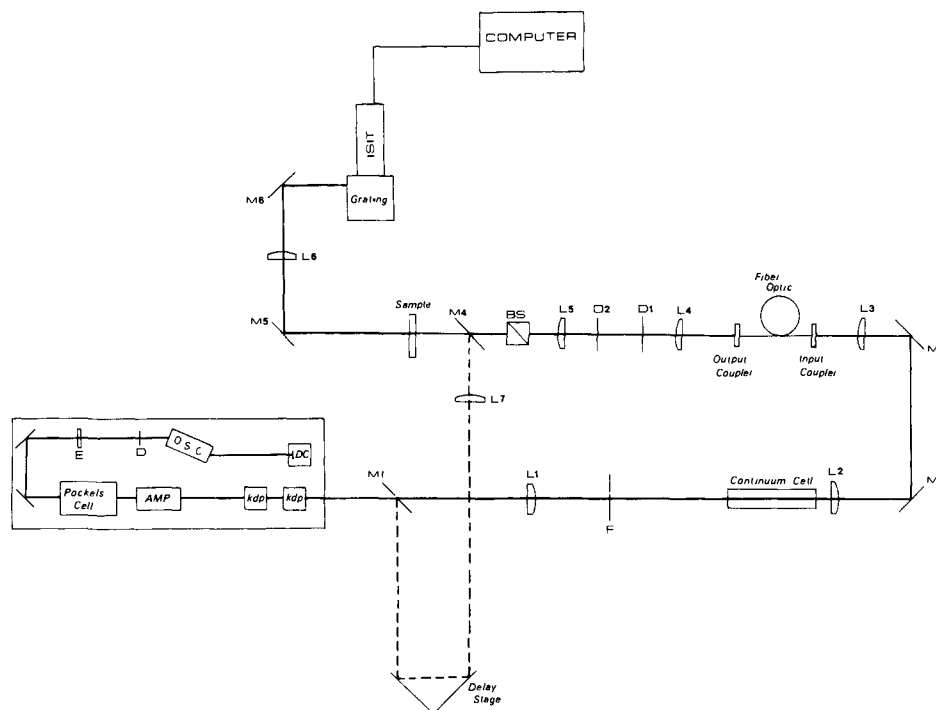 COMPUTER
ISIT
Grating
M6
L6
Sample
M4
BS
L5
D2
D1
L4
Fiber
Optic
L3
M5
Output
Coupler
Input
Coupler
M
L7
E
D
OSC
DC
Pockels
Cell
AMP
kdp
kdp
M1
L1
F
Continuum Cell
L2
M
Delay
Stage